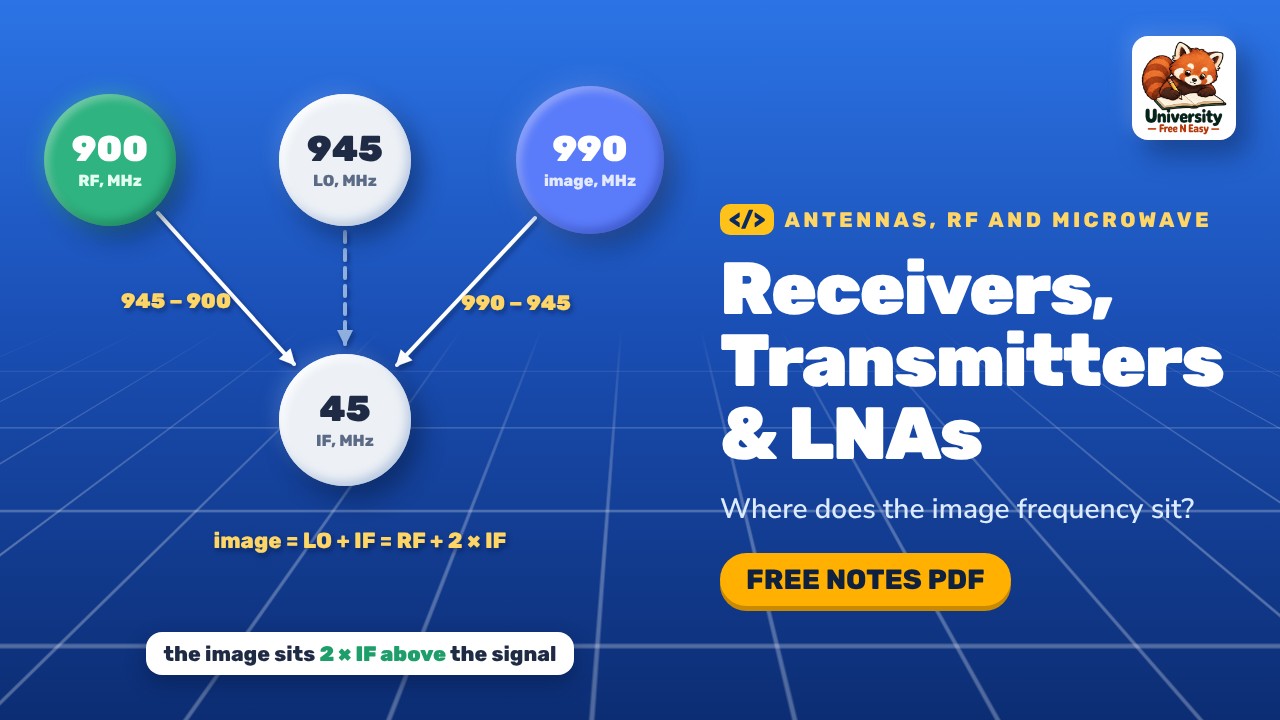 900
RF, MHz
945
LO, MHz
990
image, MHz
945 – 900
990 – 945
45
IF, MHz
image = LO + IF = RF + 2 × IF
the image sits 2 × IF above the signal
University
Free N Easy
</> ANTENNAS, RF AND MICROWAVE
Receivers,
Transmitters
& LNAs
Where does the image frequency sit?
FREE NOTES PDF